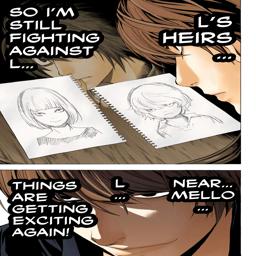 SO I'M
STILL
FIGHTING
AGAINST
L...
L'S
HEIRS
...
THINGS
ARE
GETTING
EXCITING
AGAIN!
L
...
NEAR...
MELLO
...